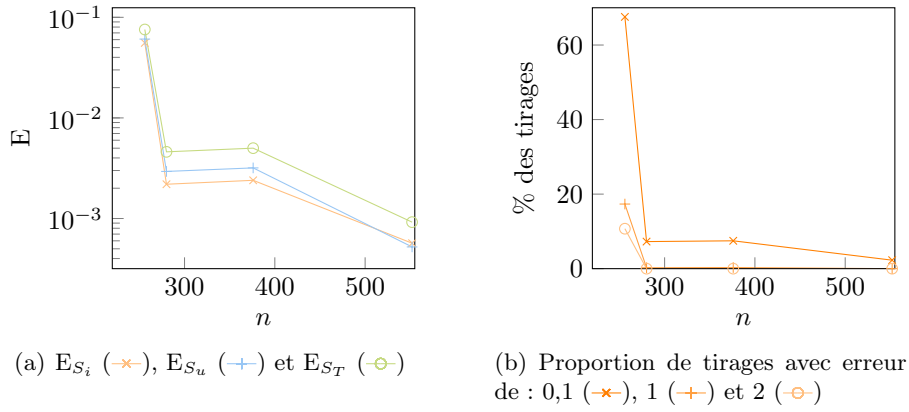 10⁻¹
10⁻²
10⁻³
E
300 400 500
n
(a) E_{S_i} (×), E_{S_u} (+) et E_{S_T} (○)
60
40
20
0
% des tirages
300 400 500
n
(b) Proportion de tirages avec erreur
de : 0,1 (×), 1 (+) et 2 (○)